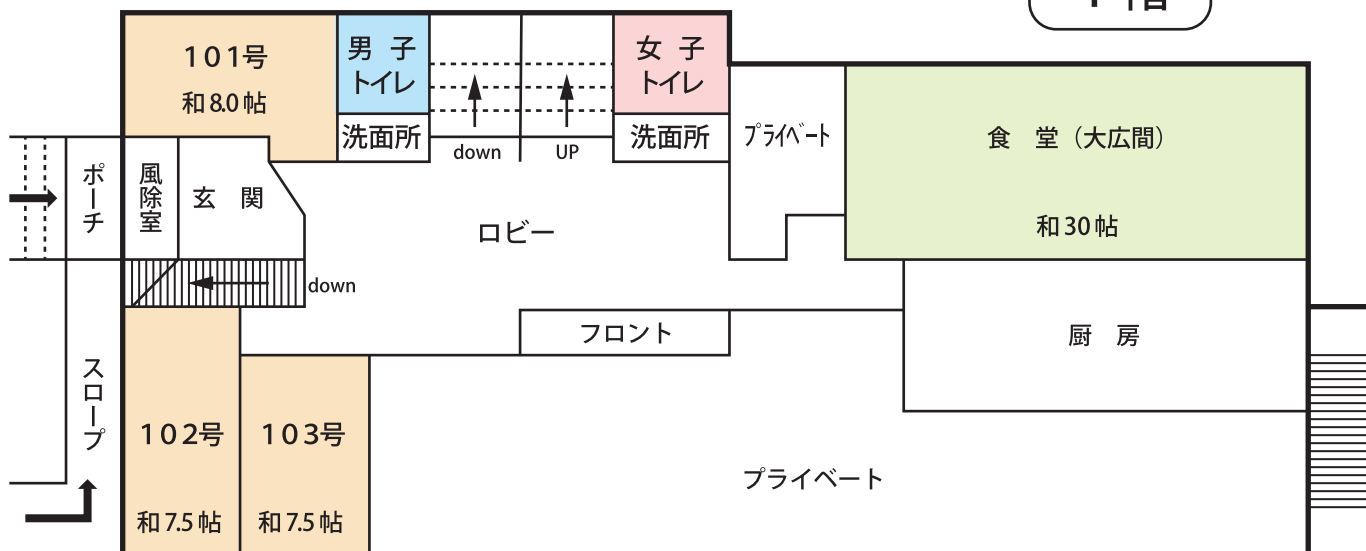 1階
101号
和 8.0 帖
男 子
トイレ
洗面所
down
UP
女 子
トイレ
洗面所
プライベート
食 堂（大広間）
和 30 帖
ポーチ
風除室
玄 関
ロビー
down
フロント
厨 房
スロープ
102号
和 7.5 帖
103号
和 7.5 帖
プライベート